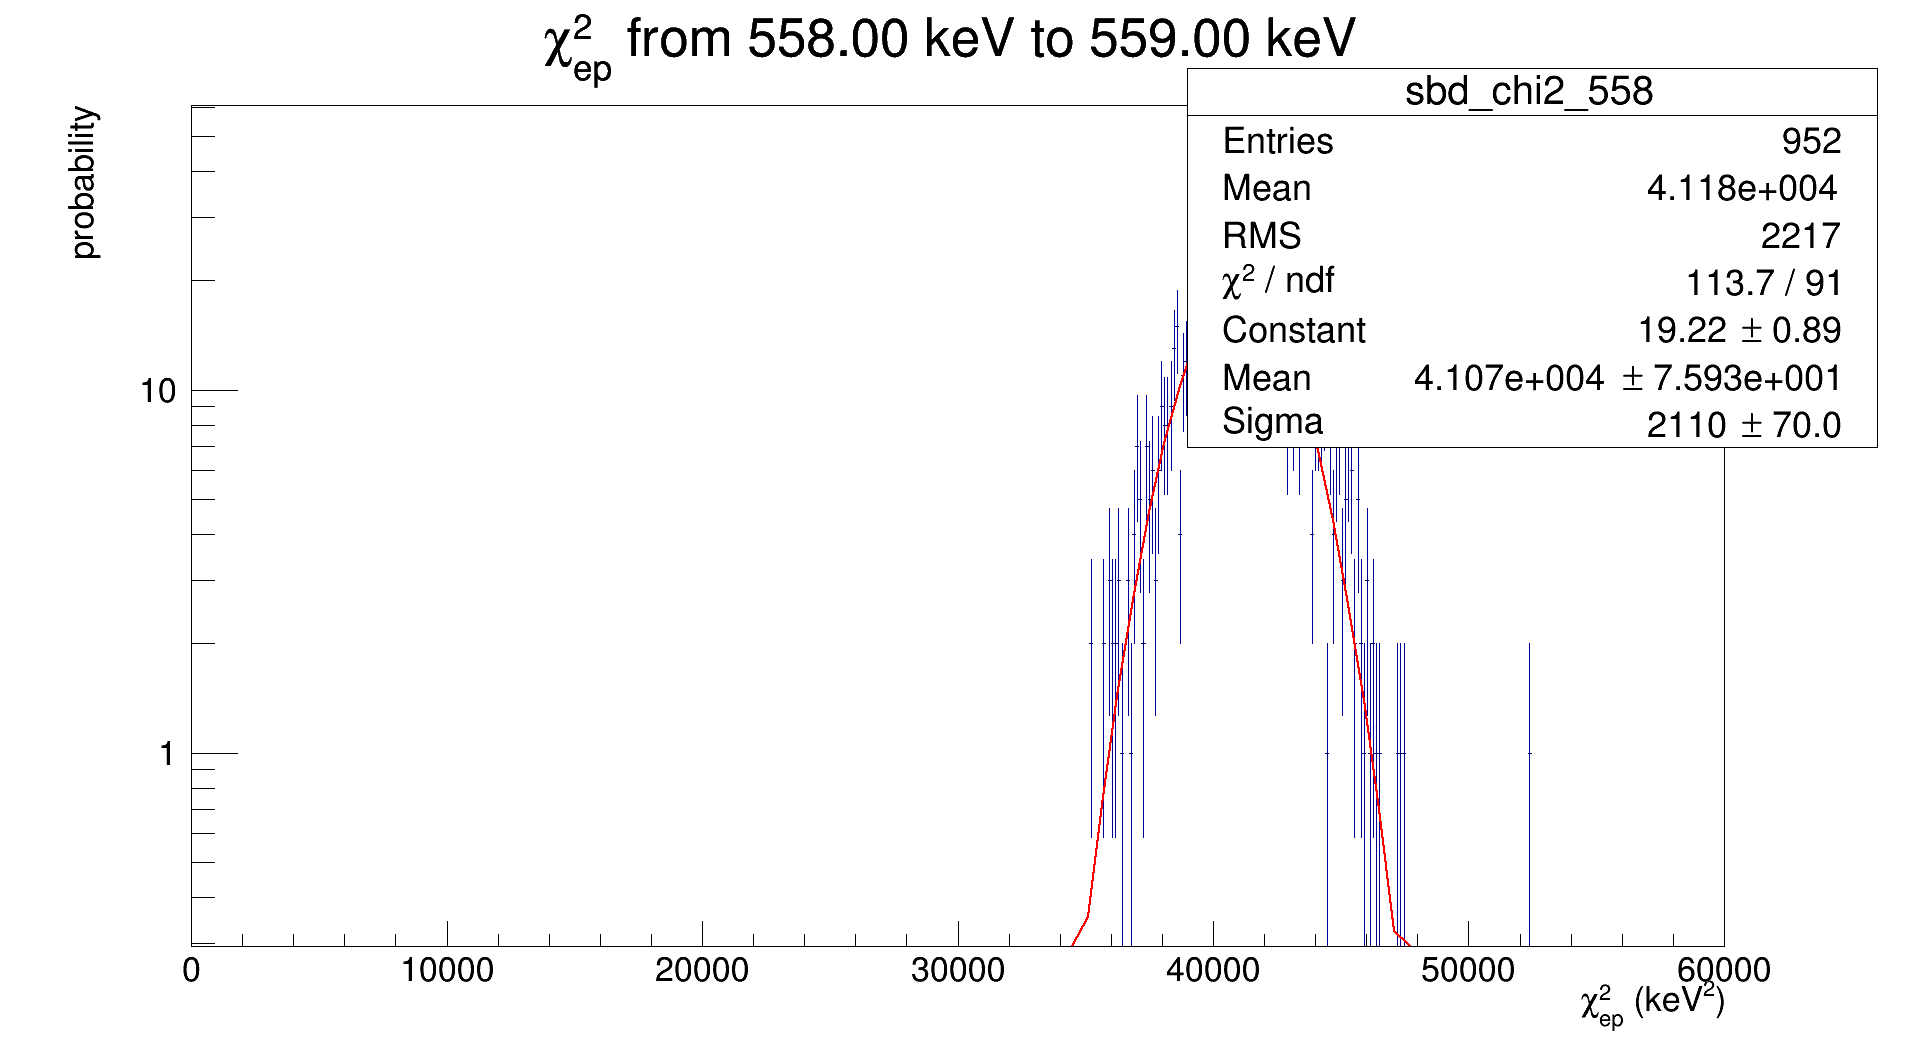 χ²ep from 558.00 keV to 559.00 keV
probability
sbd_chi2_558
Entries 952
Mean 4.118e+004
RMS 2217
χ² / ndf 113.7 / 91
Constant 19.22 ± 0.89
Mean 4.107e+004 ± 7.593e+001
Sigma 2110 ± 70.0
10
1
0 10000 20000 30000 40000 50000 60000
χ²ep (keV²)